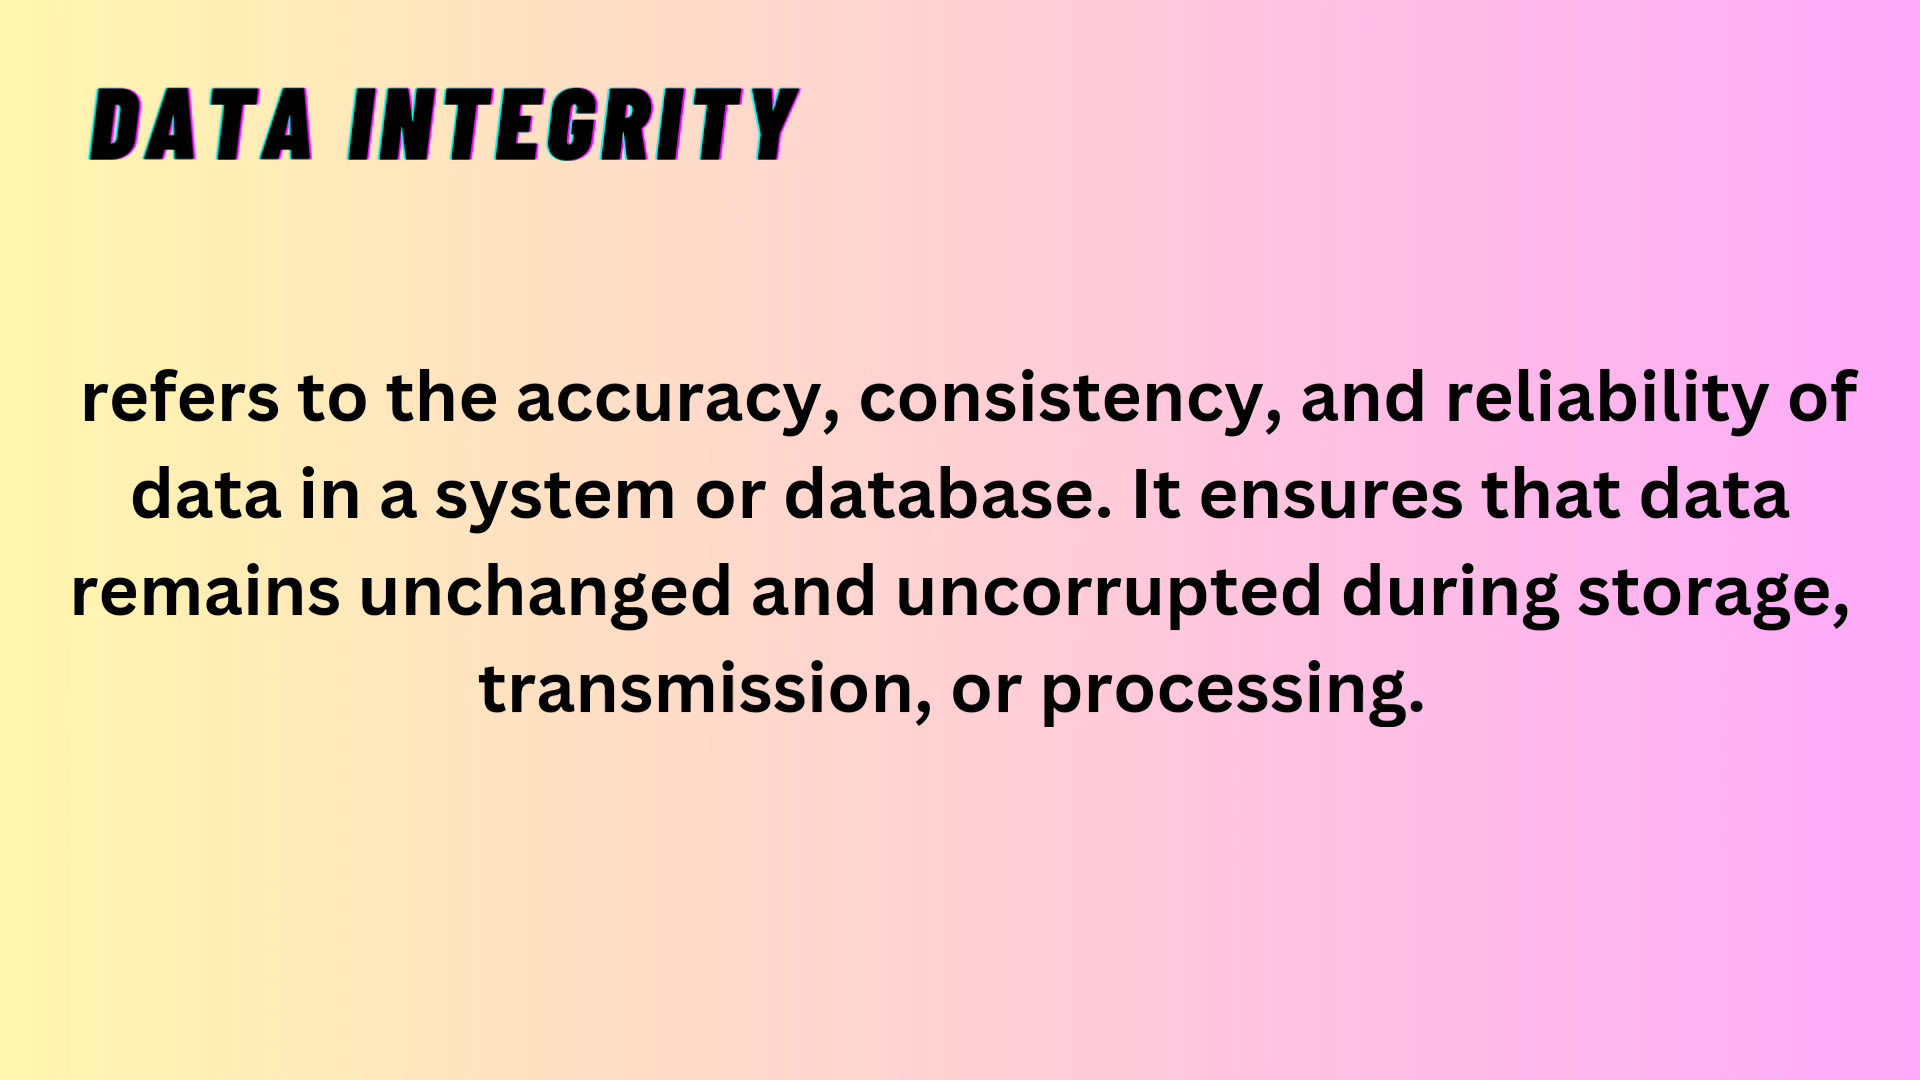 DATA INTEGRITY
refers to the accuracy, consistency, and reliability of
data in a system or database. It ensures that data
remains unchanged and uncorrupted during storage,
transmission, or processing.